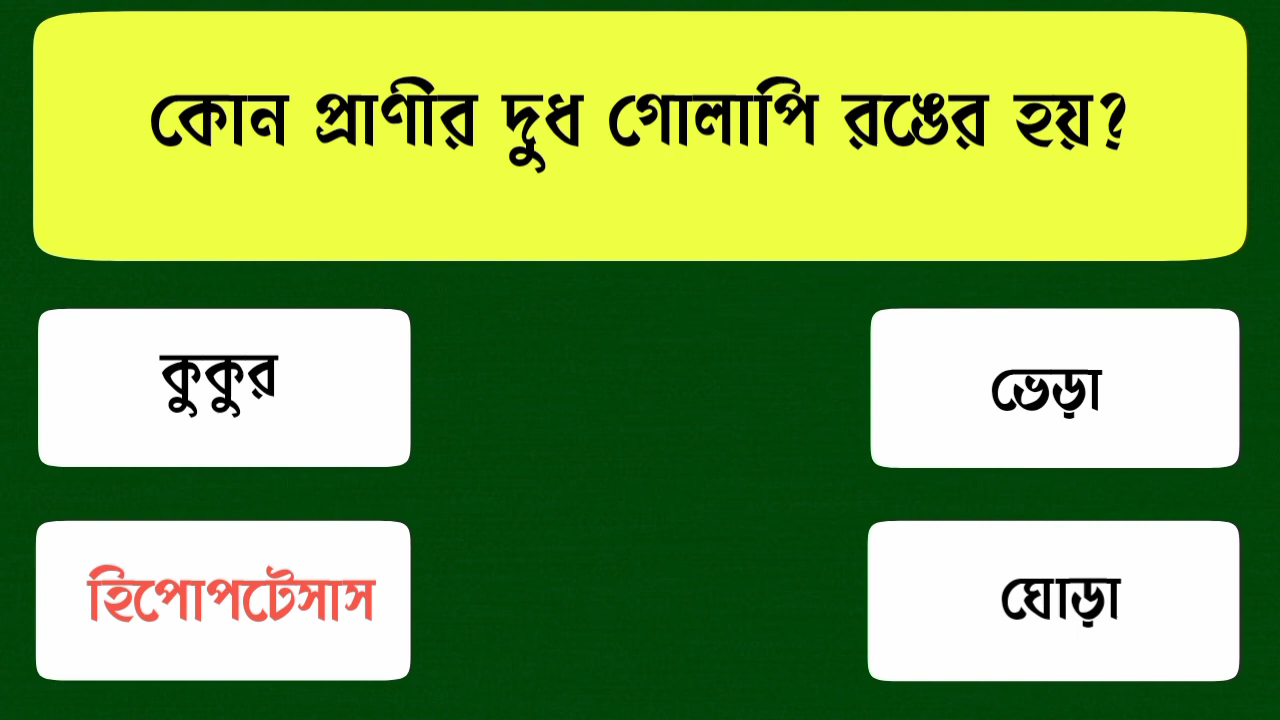 কোন প্রাণীর দুধ গোলাপি রঙের হয়?
কুকুর
ভেড়া
হিপোপটেসাস
ঘোড়া